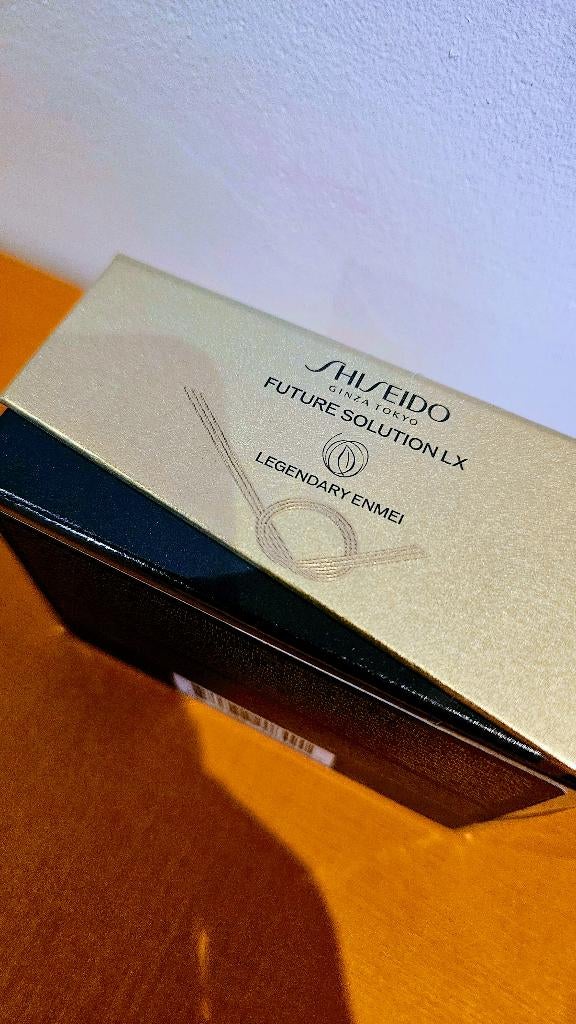 SHISEIDO
GINZA TOKYO
FUTURE SOLUTION LX
LEGENDARY ENMEI